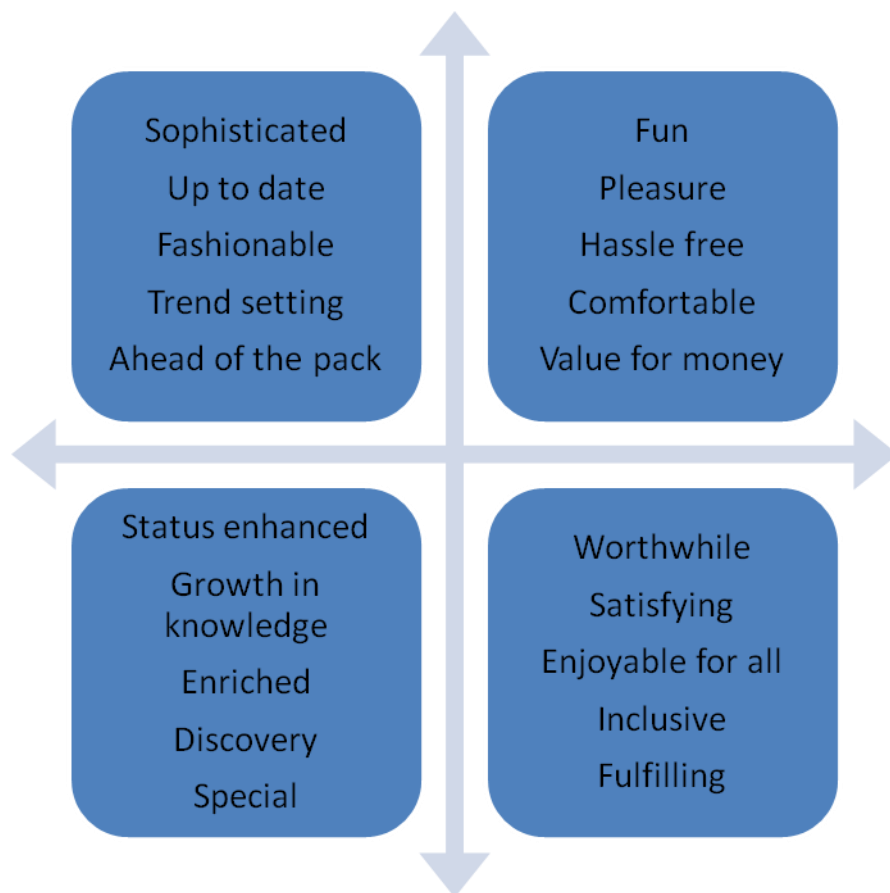 Sophisticated
Up to date
Fashionable
Trend setting
Ahead of the pack
Fun
Pleasure
Hassle free
Comfortable
Value for money
Status enhanced
Growth in
knowledge
Enriched
Discovery
Special
Worthwhile
Satisfying
Enjoyable for all
Inclusive
Fulfilling